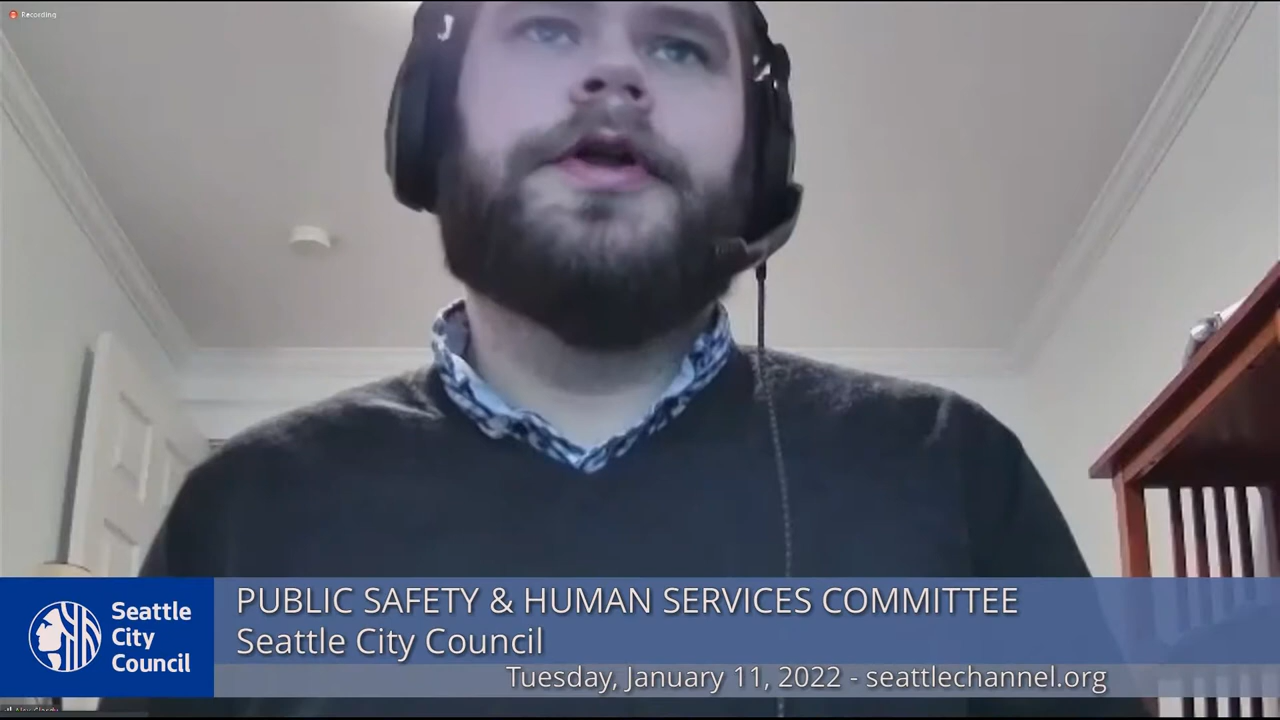 Recording
PUBLIC SAFETY & HUMAN SERVICES COMMITTEE
Seattle
City
Council
Seattle City Council
Tuesday, January 11, 2022 - seattlechannel.org